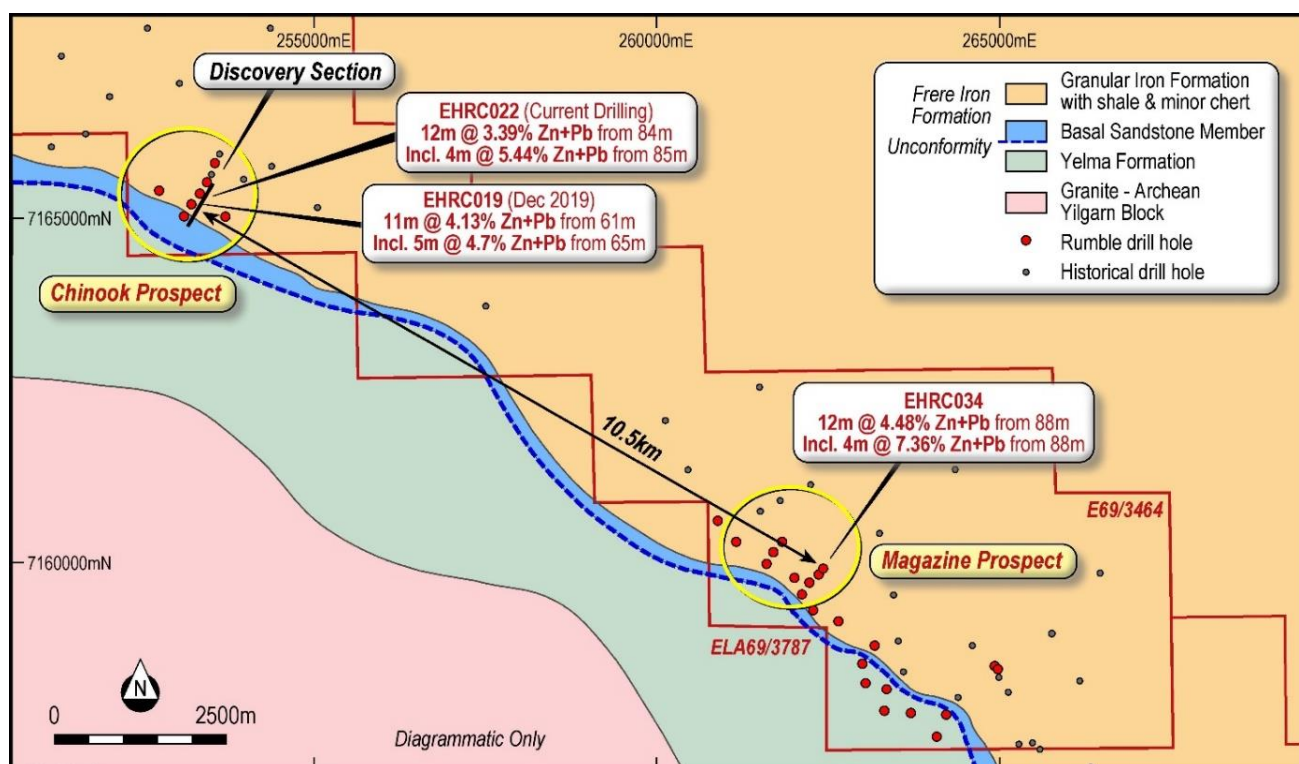 255000mE
260000mE
265000mE
Discovery Section
EHRC022 (Current Drilling)
12m @ 3.39% Zn+Pb from 84m
Incl. 4m @ 5.44% Zn+Pb from 85m
EHRC019 (Dec 2019)
11m @ 4.13% Zn+Pb from 61m
Incl. 5m @ 4.7% Zn+Pb from 65m
Frere Iron
Formation
Granular Iron Formation
with shale & minor chert
Unconformity
Basal Sandstone Member
Yelma Formation
Granite - Archean
Yilgarn Block
Rumble drill hole
Historical drill hole
7165000mN
Chinook Prospect
10.5km
EHRC034
12m @ 4.48% Zn+Pb from 88m
Incl. 4m @ 7.36% Zn+Pb from 88m
E69/3464
Magazine Prospect
7160000mN
ELA69/3787
N
0
2500m
Diagrammatic Only